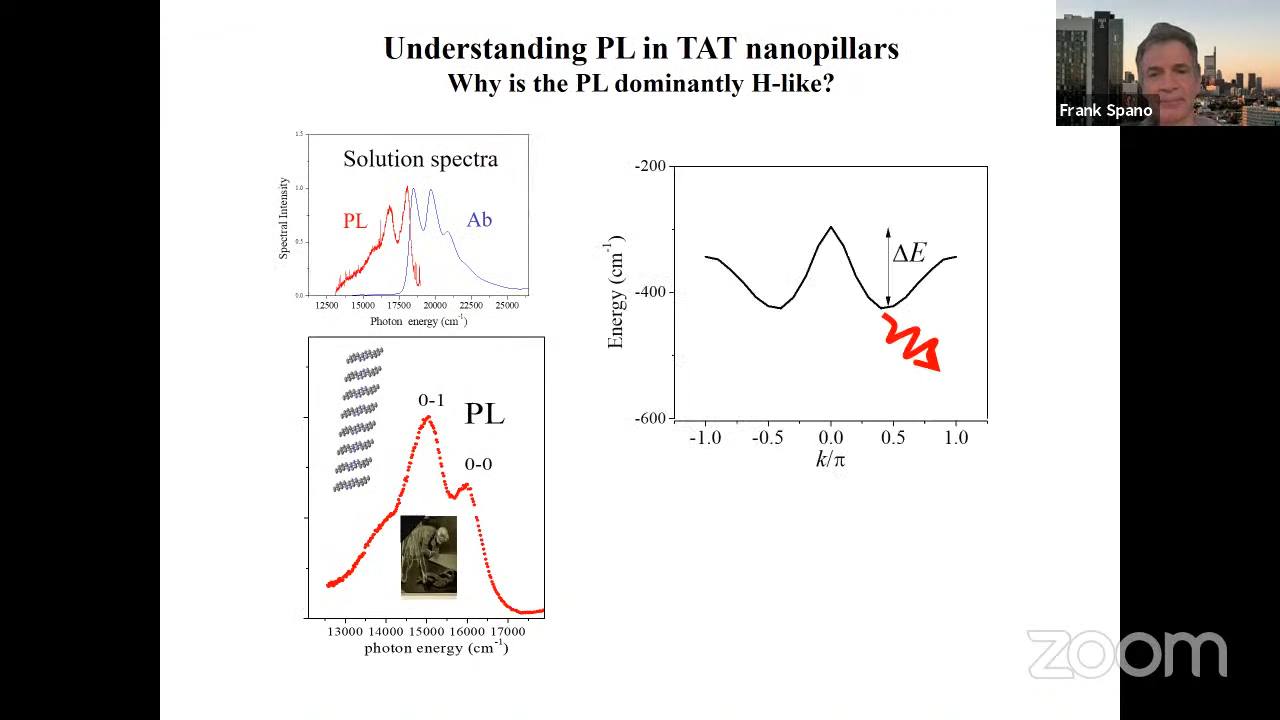 Understanding PL in TAT nanopillars
Why is the PL dominantly H-like?
Frank Spano
Solution spectra
PL
Ab
Spectral Intensity
1.5
1.0
0.5
0.0
12500 15000 17500 20000 22500 25000
Photon energy (cm⁻¹)
0-1
PL
0-0
13000 14000 15000 16000 17000
photon energy (cm⁻¹)
-200
-400
-600
Energy (cm⁻¹)
ΔE
-1.0 -0.5 0.0 0.5 1.0
k/π
zoom